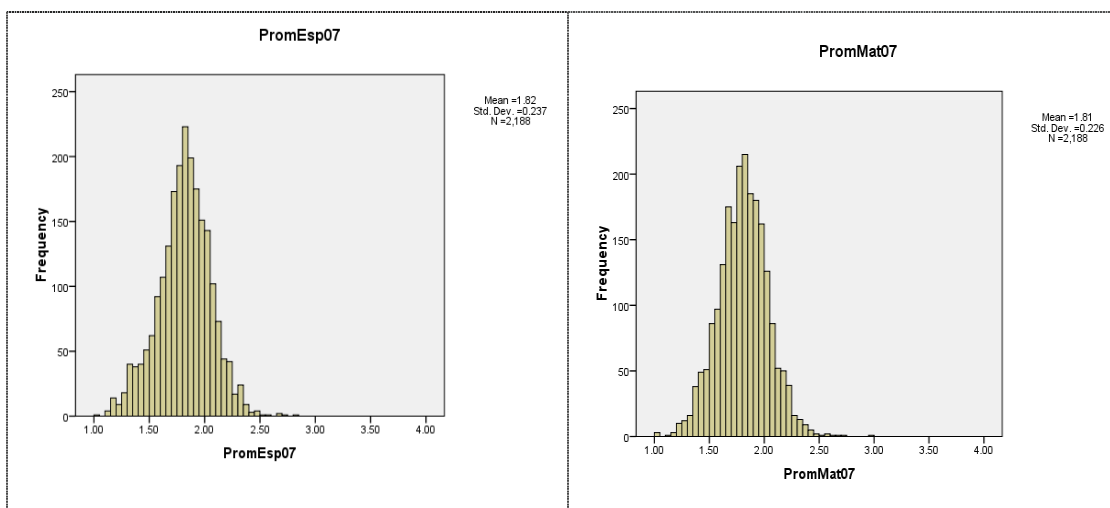 PromEsp07
Mean =1.82
Std. Dev. =0.237
N =2,188
250
200
150
100
50
0
Frequency
1.00 1.50 2.00 2.50 3.00 3.00 4.00
PromEsp07
PromMat07
Mean =1.81
Std. Dev. =0.226
N =2,188
250
200
150
100
50
0
Frequency
1.00 1.50 2.00 2.50 3.00 3.50 4.00
PromMat07